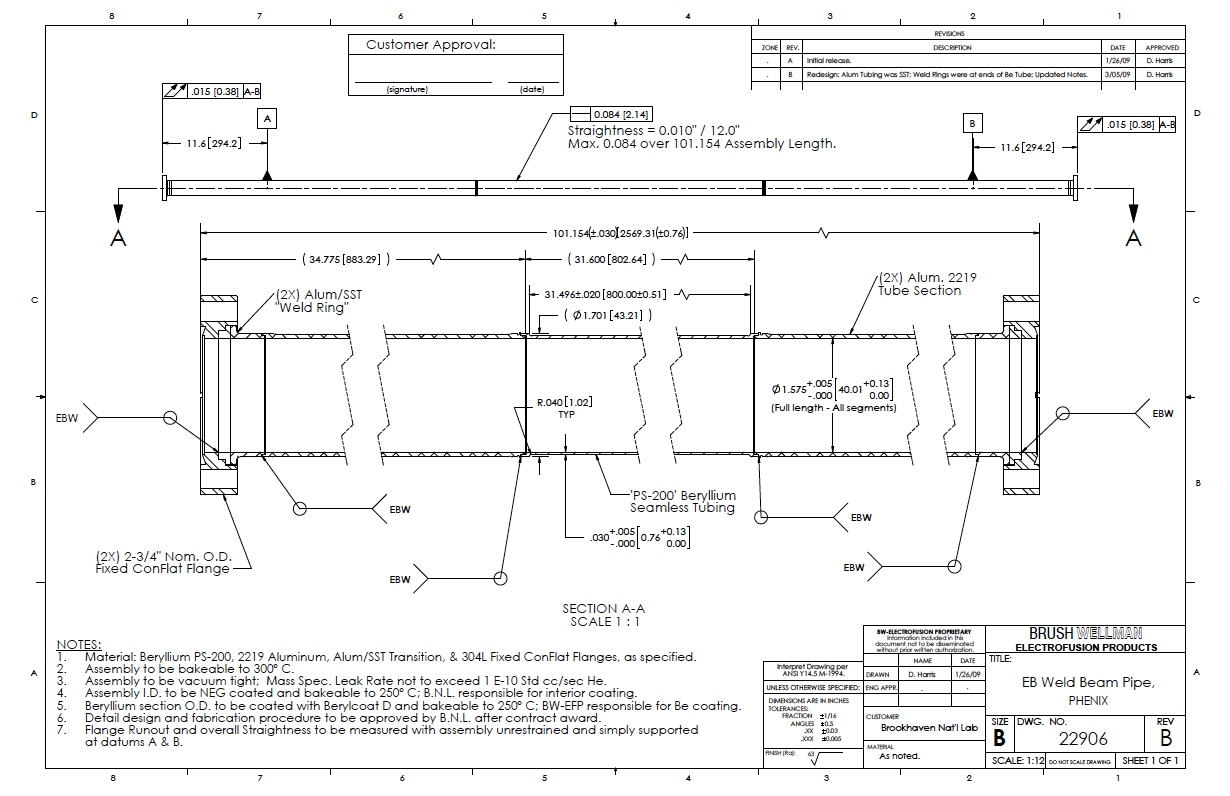 8 7 6 5 4 3 2 1
REVISIONS
ZONE REV. DESCRIPTION DATE APPROVED
. A Initial release. 1/26/09 D. Harris
. B Redesign: Alum Tubing was SST; Weld Rings were at ends of Be Tube; Updated Notes. 3/05/09 D. Harris
Customer Approval:
(signature) (date)
D D
.015 [0.38] A-B
A
11.6 [294.2]
0.084 [2.14]
Straightness = 0.010" / 12.0"
Max. 0.084 over 101.154 Assembly Length.
B
.015 [0.38] A-B
11.6 [294.2]
A A
101.154(±.030)[2569.31(±0.76)]
( 34.775 [883.29] )
( 31.600 [802.64] )
C C
(2X) Alum/SST
"Weld Ring"
31.496±.020 [800.00±0.51]
( Ø1.701 [43.21] )
(2X) Alum. 2219
Tube Section
R.040 [1.02]
TYP
Ø1.575 +.005 -.000 [40.01 +0.13 0.00]
(Full length - All segments)
EBW
EBW
B B
'PS-200' Beryllium
Seamless Tubing
EBW
EBW
.030 +.005 -.000 [0.76 +0.13 0.00]
(2X) 2-3/4" Nom. O.D.
Fixed ConFlat Flange
EBW
EBW
SECTION A-A
SCALE 1 : 1
A A
NOTES:
1. Material: Beryllium PS-200, 2219 Aluminum, Alum/SST Transition, & 304L Fixed ConFlat Flanges, as specified.
2. Assembly to be bakeable to 300° C.
3. Assembly to be vacuum tight; Mass Spec. Leak Rate not to exceed 1 E-10 Std cc/sec He.
4. Assembly I.D. to be NEG coated and bakeable to 250° C; B.N.L. responsible for interior coating.
5. Beryllium section O.D. to be coated with Berylcoat D and bakeable to 250° C; BW-EFP responsible for Be coating.
6. Detail design and fabrication procedure to be approved by B.N.L. after contract award.
7. Flange Runout and overall Straightness to be measured with assembly unrestrained and simply supported
at datums A & B.
Interpret Drawing per
ANSI Y14.5 M-1994.
UNLESS OTHERWISE SPECIFIED:
DIMENSIONS ARE IN INCHES
TOLERANCES:
FRACTION ±1/16
ANGLES ±0.5
.XX ±0.03
.XXX ±0.005
FINISH (Ra): 63
BW-ELECTROFUSION PROPRIETARY
Information included in this
document not to be disseminated
without prior written authorization.
NAME DATE
DRAWN D. Harris 1/26/09
ENG APPR. . .
CUSTOMER
Brookhaven Nat'l Lab
MATERIAL
As noted.
BRUSH WELLMAN
ELECTROFUSION PRODUCTS
TITLE:
EB Weld Beam Pipe,
PHENIX
SIZE DWG. NO. REV
B 22906 B
SCALE: 1:12 DO NOT SCALE DRAWING SHEET 1 OF 1
8 7 6 5 4 3 2 1